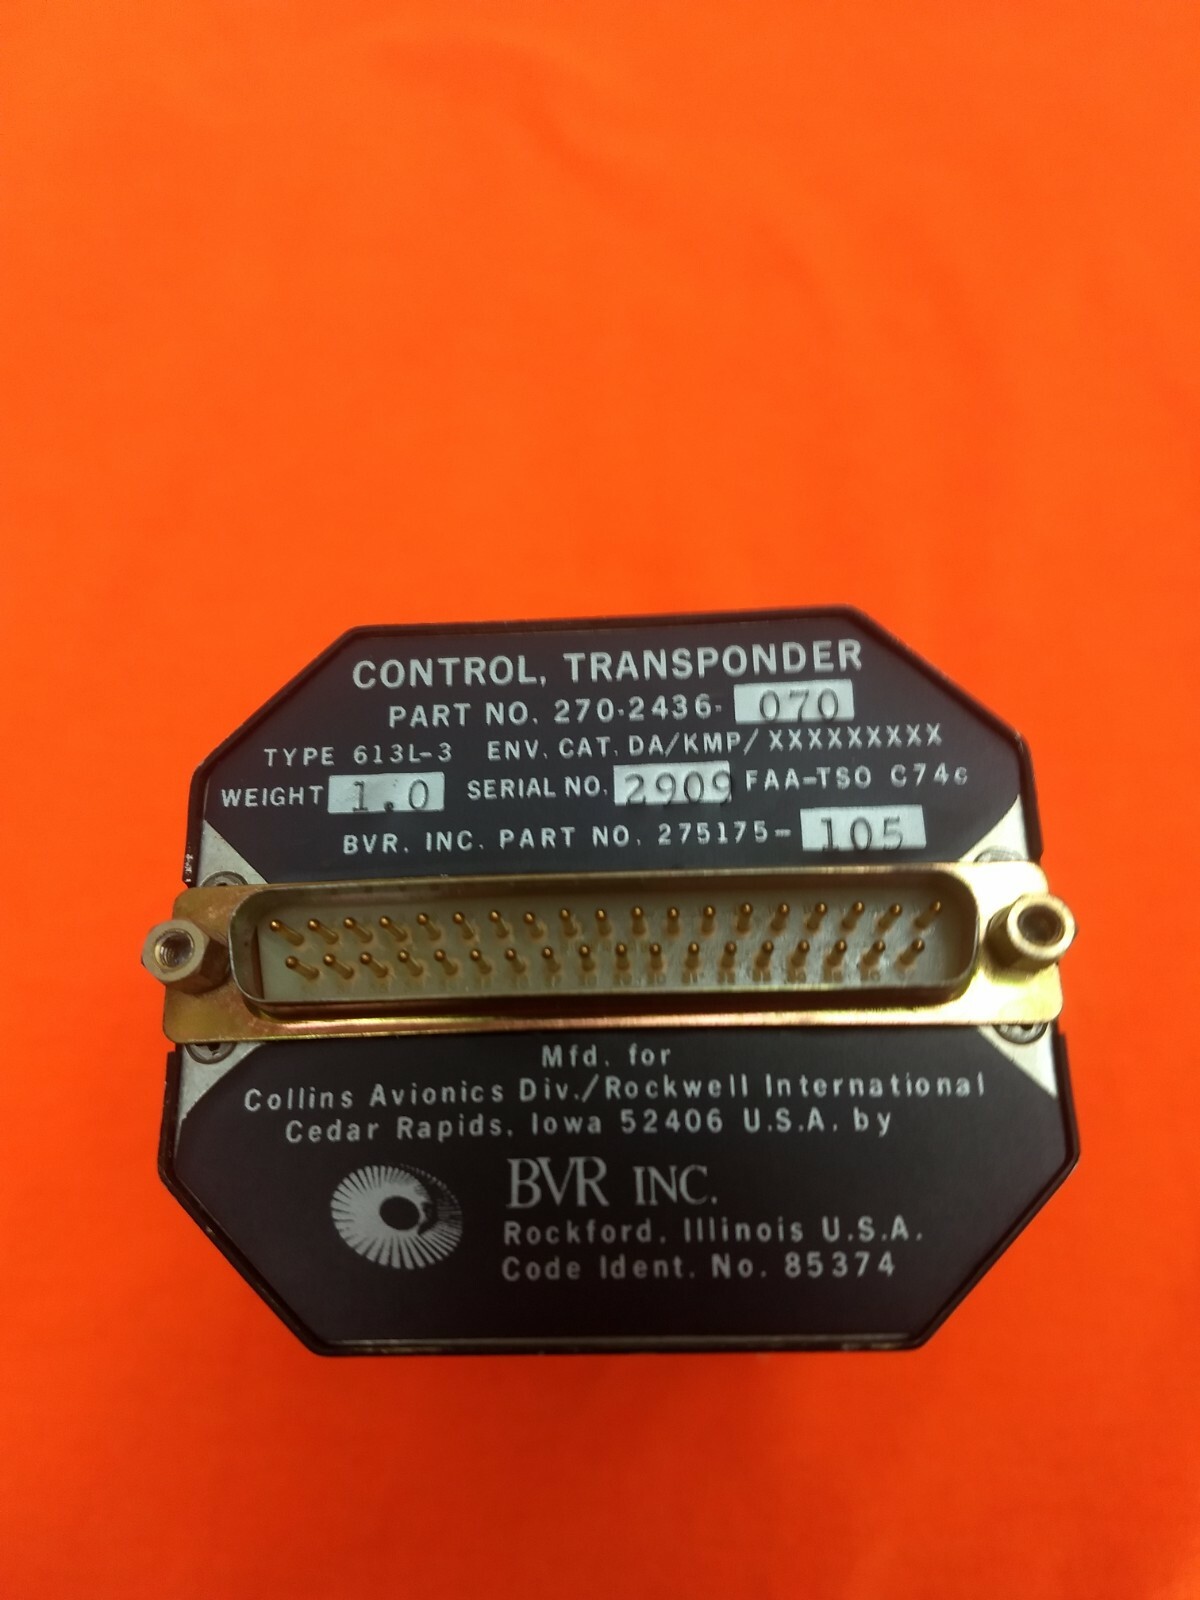 CONTROL, TRANSPONDER
PART NO. 270-2436- 070
TYPE 613L-3 ENV. CAT. DA/KMP/XXXXXXXXX
WEIGHT 1.0 SERIAL NO. 2909 FAA-TSO C74c
BVR. INC. PART NO. 275175- 105
Mfd. for
Collins Avionics Div./Rockwell International
Cedar Rapids, Iowa 52406 U.S.A. by
BVR INC.
Rockford, Illinois U.S.A.
Code Ident. No. 85374